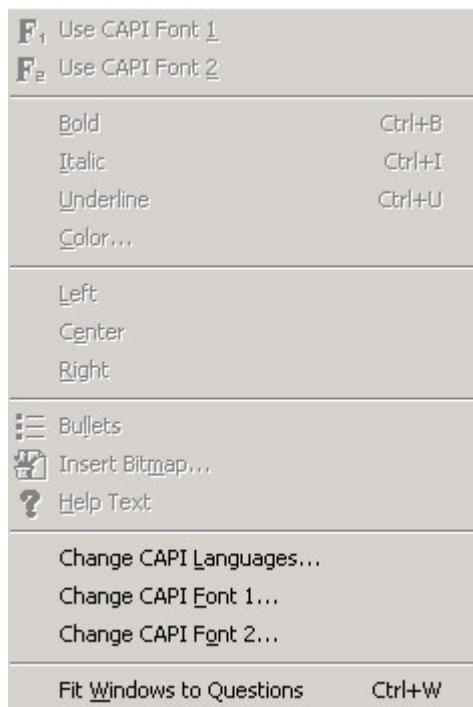 F1 Use CAPI Font 1
F2 Use CAPI Font 2
Bold Ctrl+B
Italic Ctrl+I
Underline Ctrl+U
Color...
Left
Center
Right
Bullets
Insert Bitmap...
? Help Text
Change CAPI Languages...
Change CAPI Font 1...
Change CAPI Font 2...
Fit Windows to Questions Ctrl+W